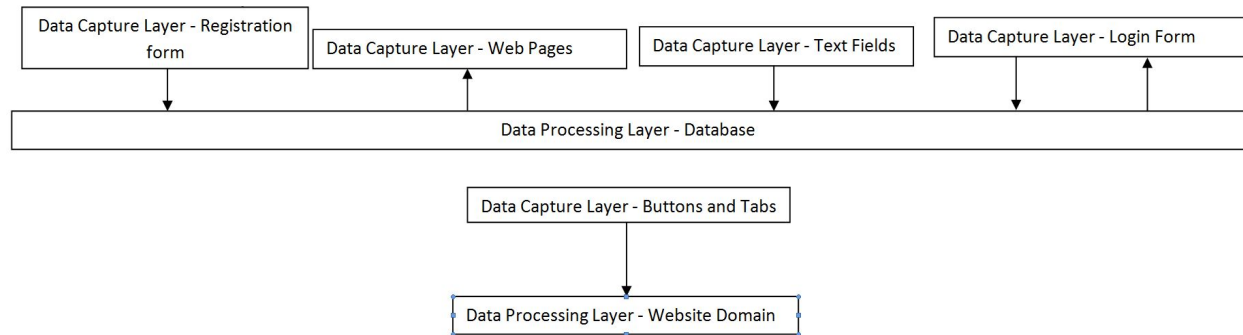 Data Capture Layer - Registration
form
Data Capture Layer - Web Pages
Data Capture Layer - Text Fields
Data Capture Layer - Login Form
Data Processing Layer - Database
Data Capture Layer - Buttons and Tabs
Data Processing Layer - Website Domain